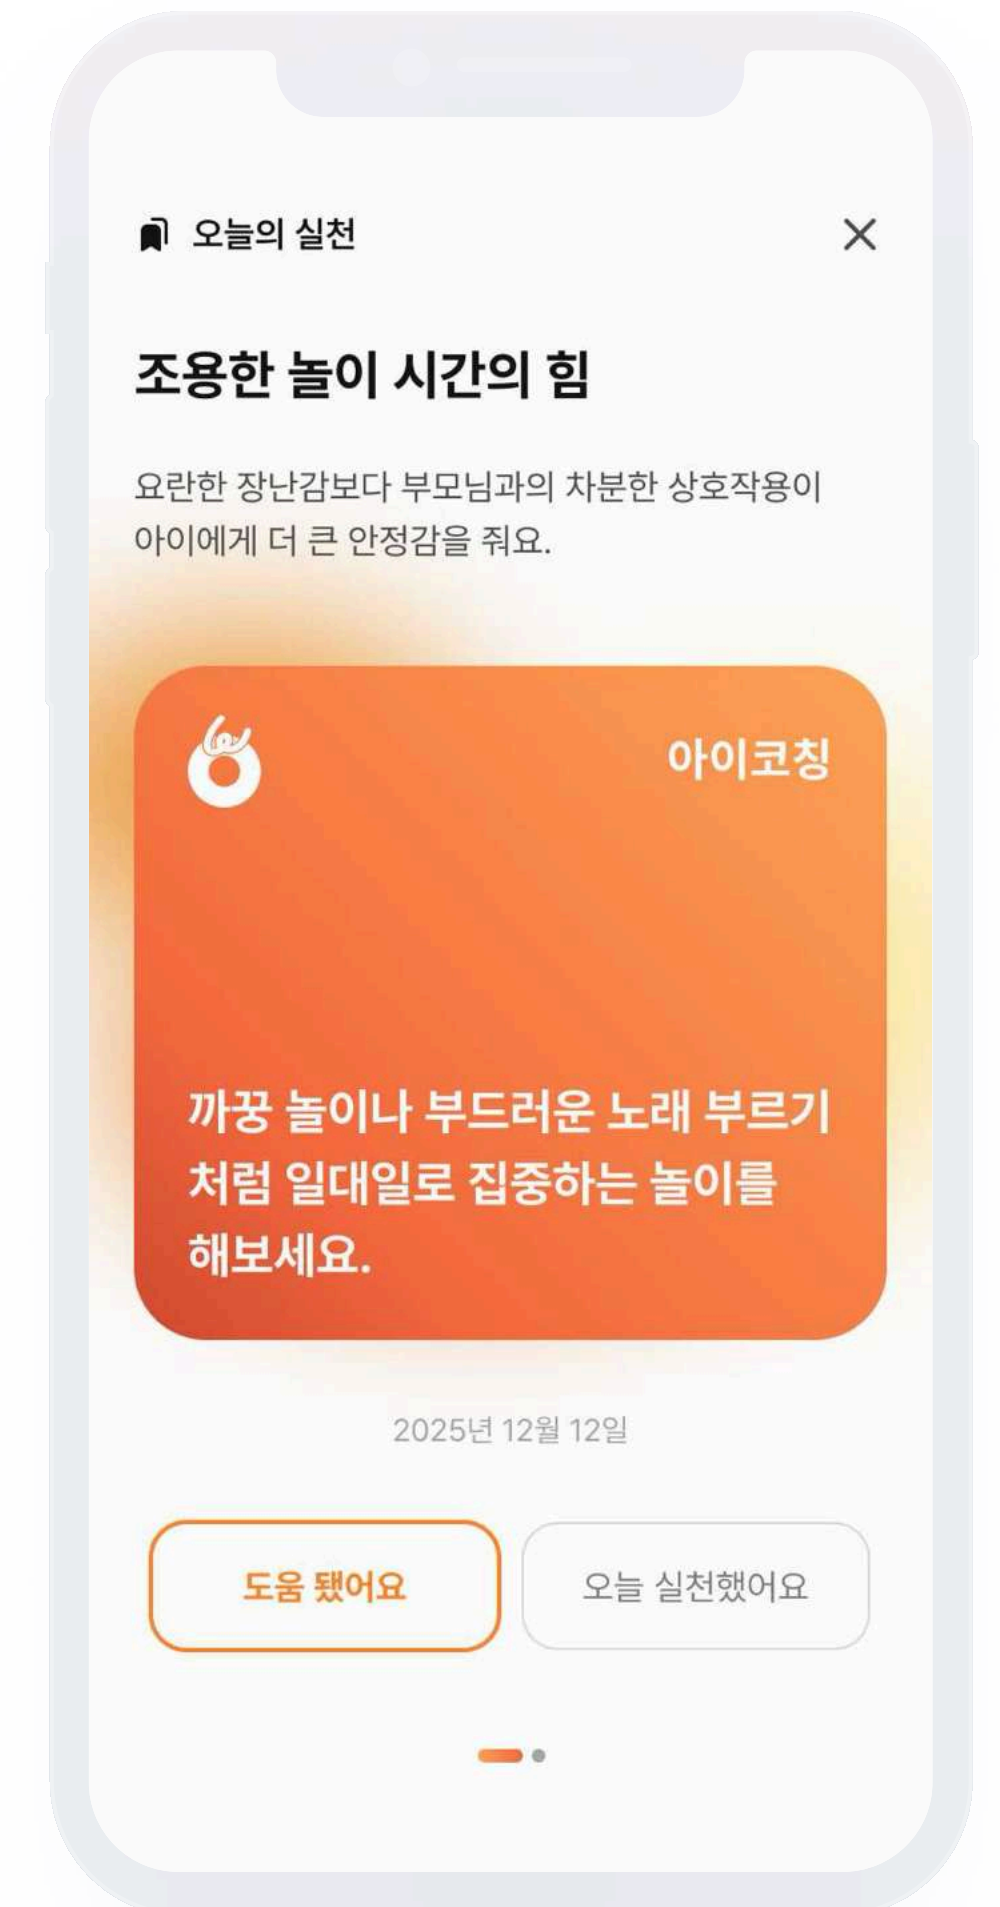 오늘의 실천
조용한 놀이 시간의 힘
요란한 장난감보다 부모님과의 차분한 상호작용이
아이에게 더 큰 안정감을 줘요.
아이코칭
까꿍 놀이나 부드러운 노래 부르기
처럼 일대일로 집중하는 놀이를
해보세요.
2025년 12월 12일
도움 됐어요
오늘 실천했어요